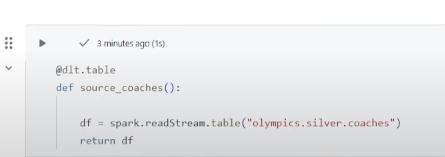 3 minutes ago (1s)
@dlt.table
def source_coaches():
df = spark.readStream.table("olympics.silver.coaches")
return df